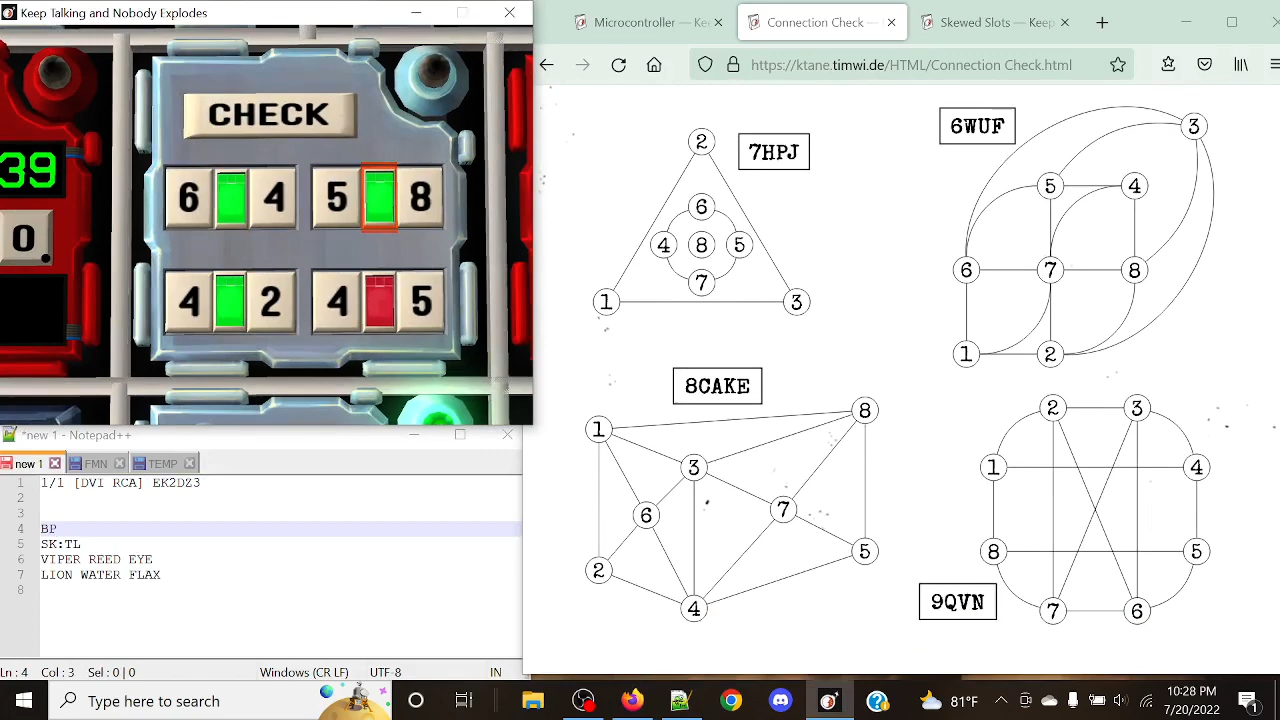 Keep Talking and Nobody Explodes
39
0
CHECK
6 4 5 8
4 2 4 5
*new 1 - Notepad++
new 1 FMN TEMP
1 1/1 [DVI RCA] EK2DZ3
2
3
4 BP
5 SK:TL
6 VIPER REED EYE
7 LION WATER FLAX
8
Ln : 4 Col : 3 Sel : 0 | 0 Windows (CR LF) UTF-8 IN
Microcontroller — Kee
Connection Check —
Skewed Slots — Keep
https://ktane.timwi.de/HTML/Connection Check.html
7HPJ
2
6
4 8 5
7
1 3
6WUF
3
5 4
6 7 8
1 2
8CAKE
8
1
3
6 7
5
2
4
9QVN
2 3
1 4
8 5
7 6
Type here to search
8°F
0:28 PM
7/20/2022